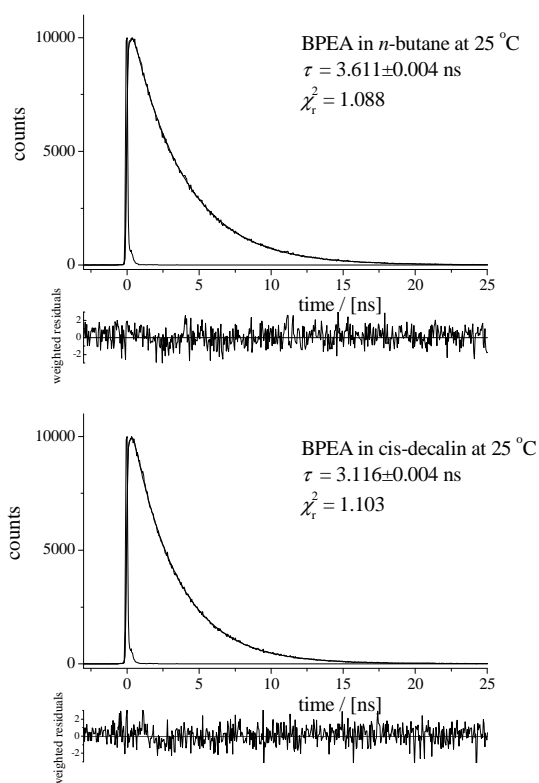 10000
BPEA in n-butane at 25 °C
τ = 3.611±0.004 ns
χr² = 1.088
counts
5000
0
0 5 10 15 20 25
time / [ns]
weighted residuals
2
0
-2
10000
BPEA in cis-decalin at 25 °C
τ = 3.116±0.004 ns
χr² = 1.103
counts
5000
0
0 5 10 15 20 25
time / [ns]
weighted residuals
2
0
-2